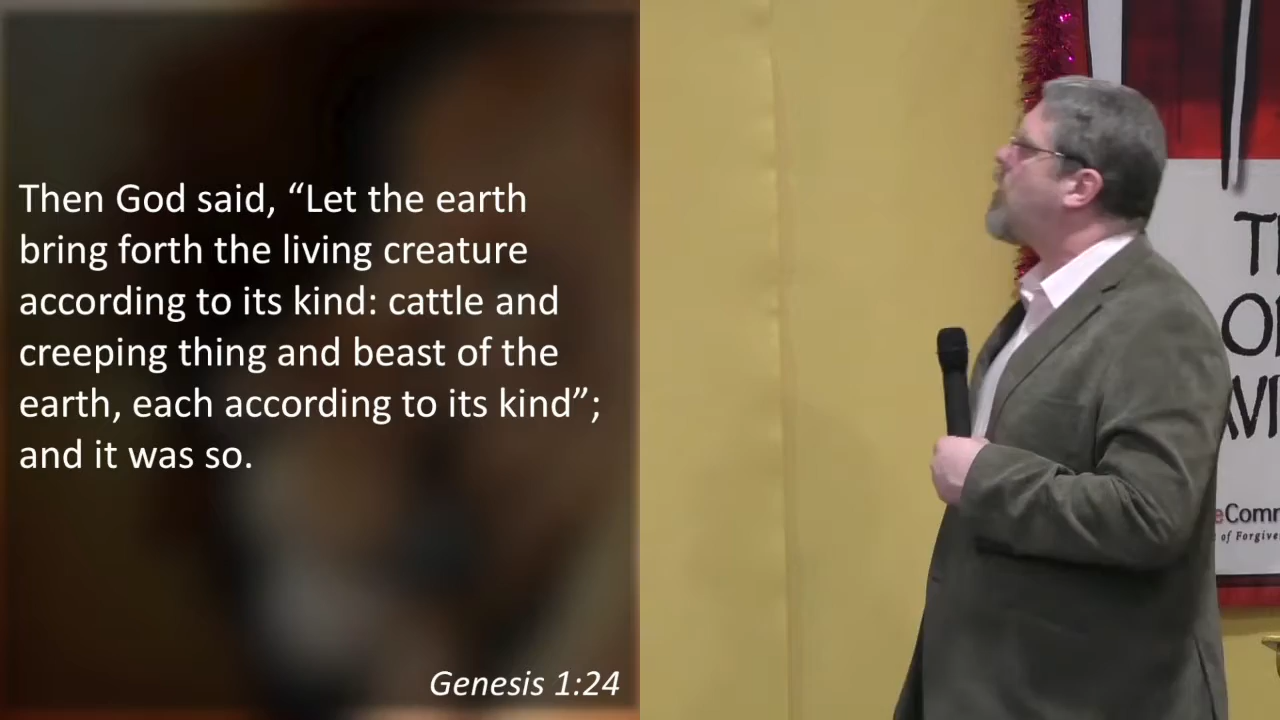 Then God said, “Let the earth
bring forth the living creature
according to its kind: cattle and
creeping thing and beast of the
earth, each according to its kind”;
and it was so.
Genesis 1:24
of